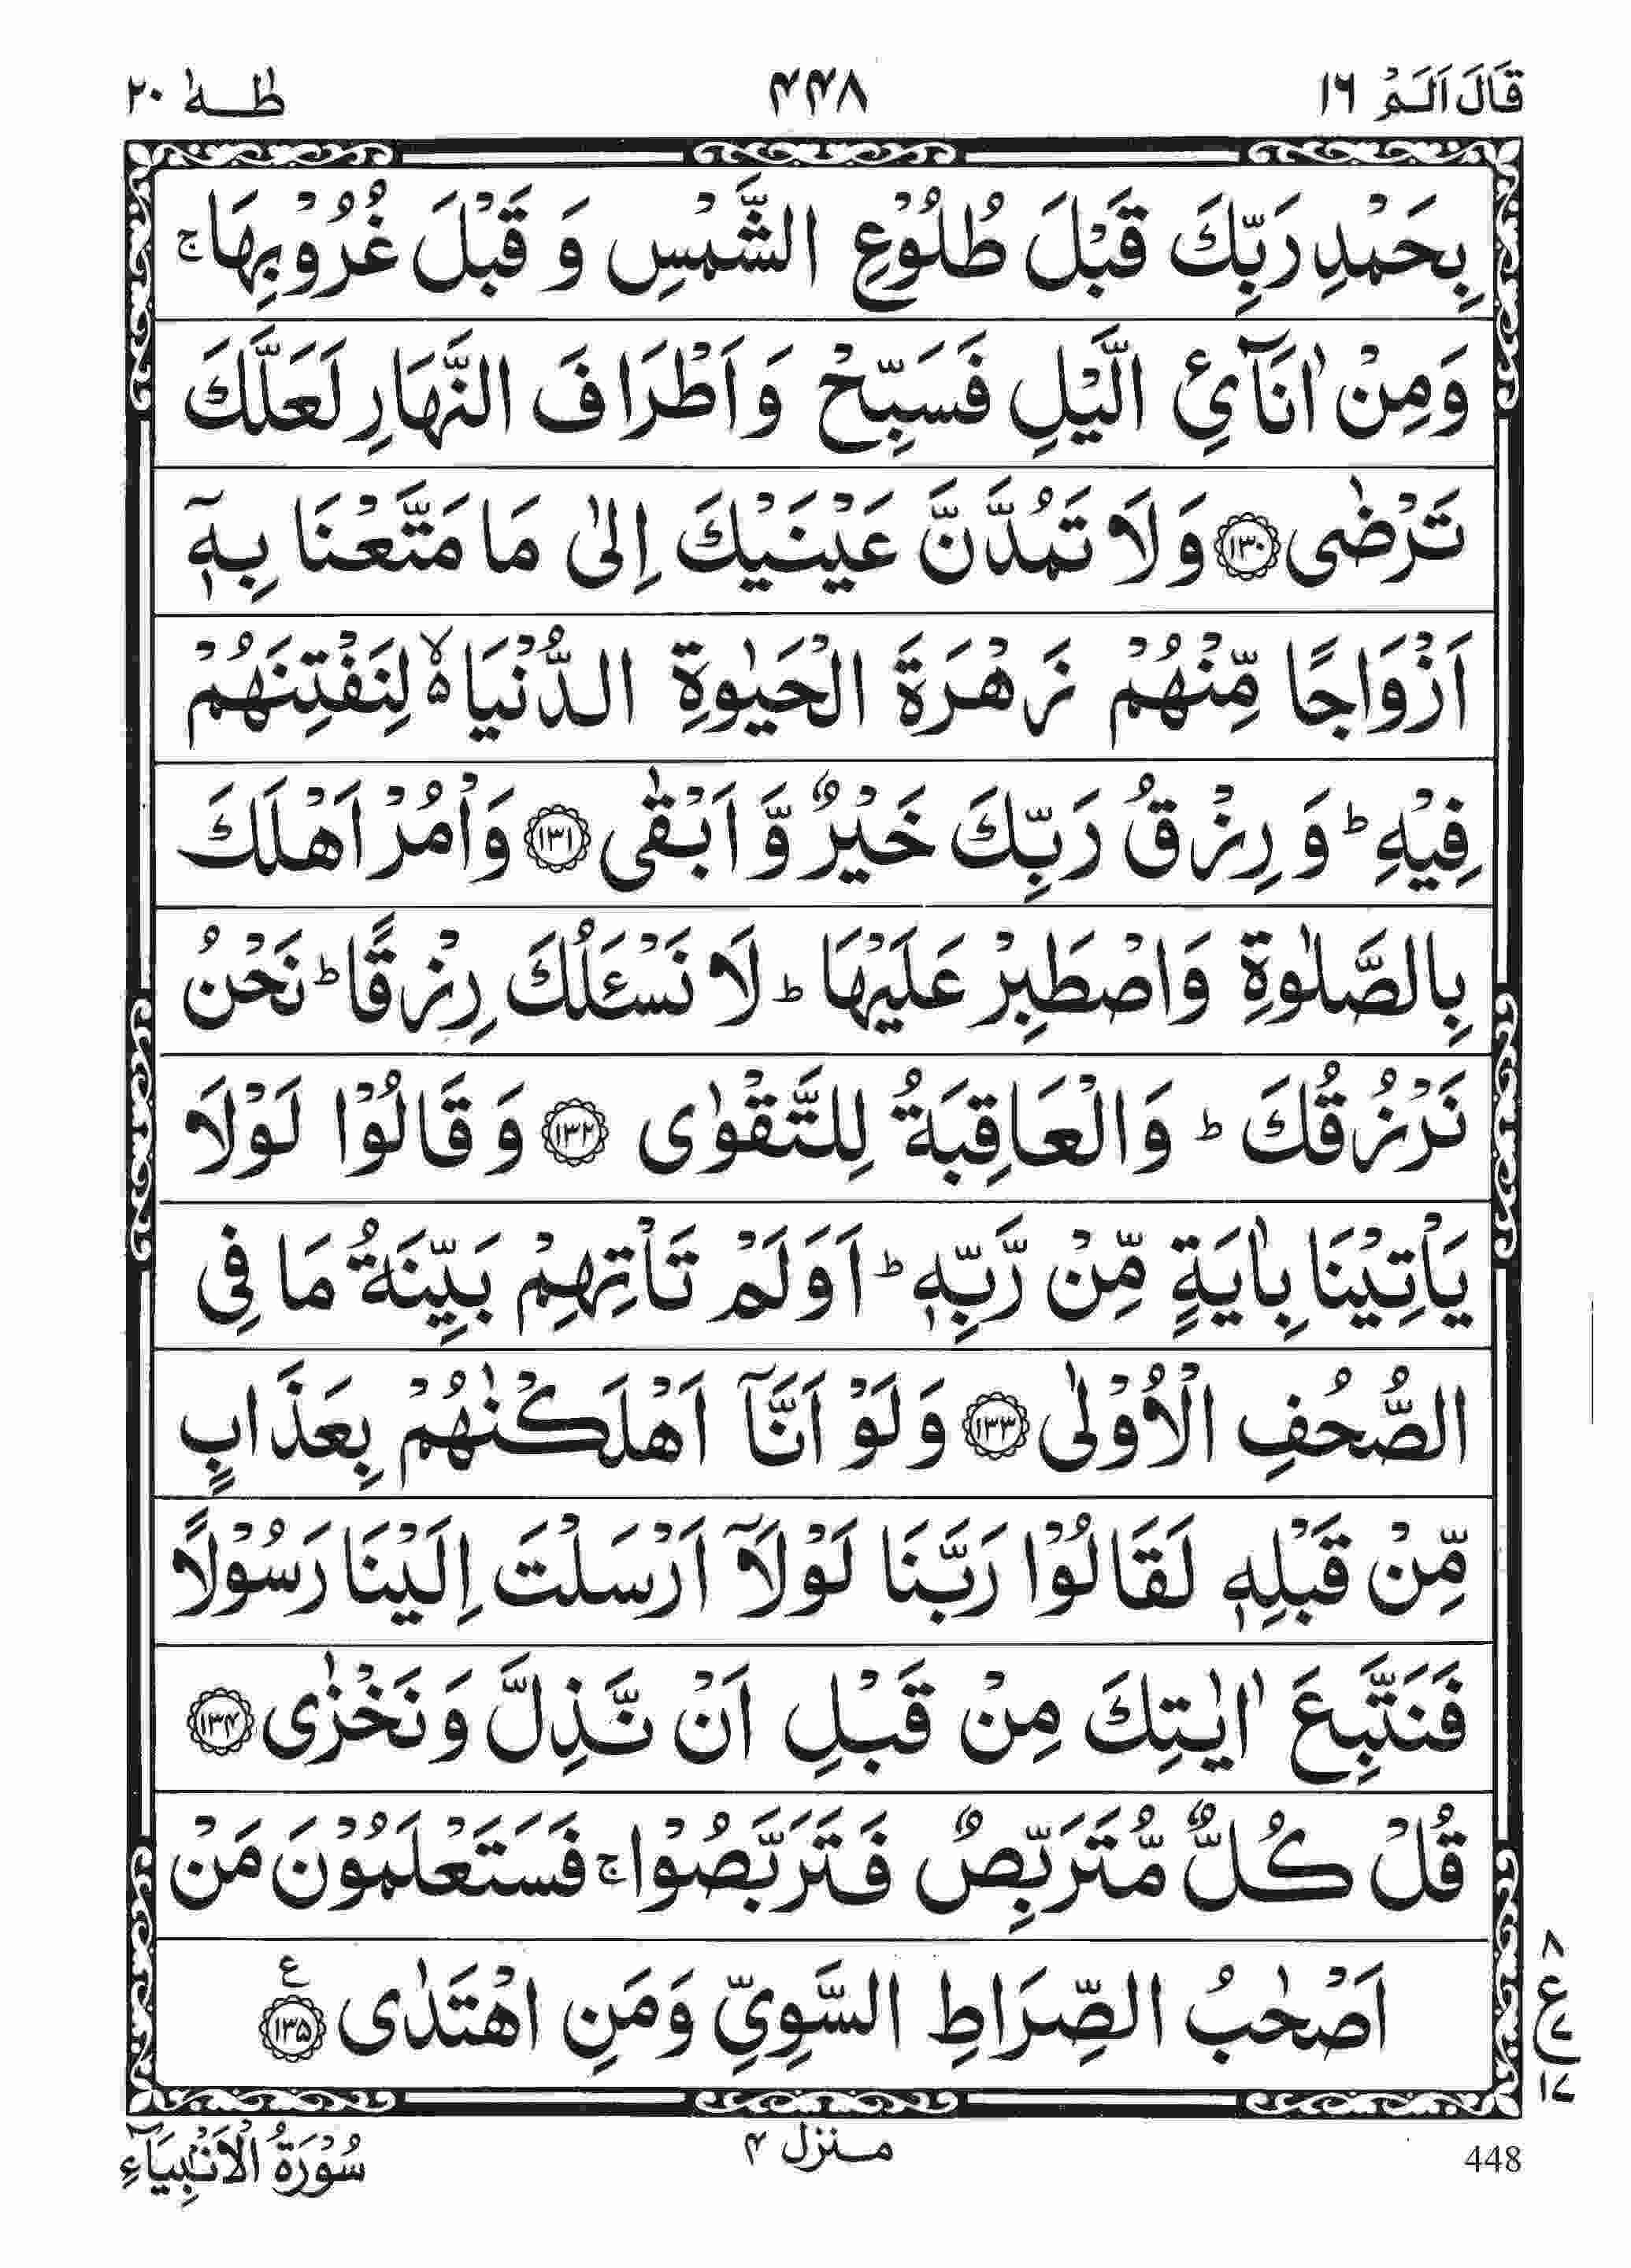 قَالَ اَلَمْ ١٦
٤٤٨
طٰهٰ ٢٠
بِحَمْدِ رَبِّكَ قَبْلَ طُلُوْعِ الشَّمْسِ وَ قَبْلَ غُرُوْبِهَا ۚ
وَمِنْ اٰنَآئِ الَّيْلِ فَسَبِّحْ وَ اَطْرَافَ النَّهَارِ لَعَلَّكَ
تَرْضٰى ﴿١٣٠﴾ وَ لَا تَمُدَّنَّ عَيْنَيْكَ اِلٰى مَا مَتَّعْنَا بِهٖۤ
اَزْوَاجًا مِّنْهُمْ زَهْرَةَ الْحَيٰوةِ الدُّنْيَا ۵ۙ لِنَفْتِنَهُمْ
فِيْهِ ؕ وَ رِزْقُ رَبِّكَ خَيْرٌ وَّ اَبْقٰى ﴿١٣١﴾ وَاْمُرْ اَهْلَكَ
بِالصَّلٰوةِ وَاصْطَبِرْ عَلَيْهَا ؕ لَا نَسْـَٔلُكَ رِزْقًا ؕ نَحْنُ
نَرْزُقُكَ ؕ وَالْعَاقِبَةُ لِلتَّقْوٰى ﴿١٣٢﴾ وَ قَالُوْا لَوْلَا
يَاْتِيْنَا بِاٰيَةٍ مِّنْ رَّبِّهٖ ؕ اَوَ لَمْ تَاْتِهِمْ بَيِّنَةُ مَا فِى
الصُّحُفِ الْاُوْلٰى ﴿١٣٣﴾ وَ لَوْ اَنَّاۤ اَهْلَكْنٰهُمْ بِعَذَابٍ
مِّنْ قَبْلِهٖ لَقَالُوْا رَبَّنَا لَوْلَاۤ اَرْسَلْتَ اِلَيْنَا رَسُوْلًا
فَنَتَّبِعَ اٰيٰتِكَ مِنْ قَبْلِ اَنْ نَّذِلَّ وَ نَخْزٰى ﴿١٣٤﴾
قُلْ كُلٌّ مُّتَرَبِّصٌ فَتَرَبَّصُوْا ۚ فَسَتَعْلَمُوْنَ مَنْ
اَصْحٰبُ الصِّرَاطِ السَّوِيِّ وَمَنِ اهْتَدٰى ﴿١٣٥﴾ ع
٨
ع
٧
١٧
سُوْرَةُ الْاَنْۢبِيَآءِ
منزل ٤
448